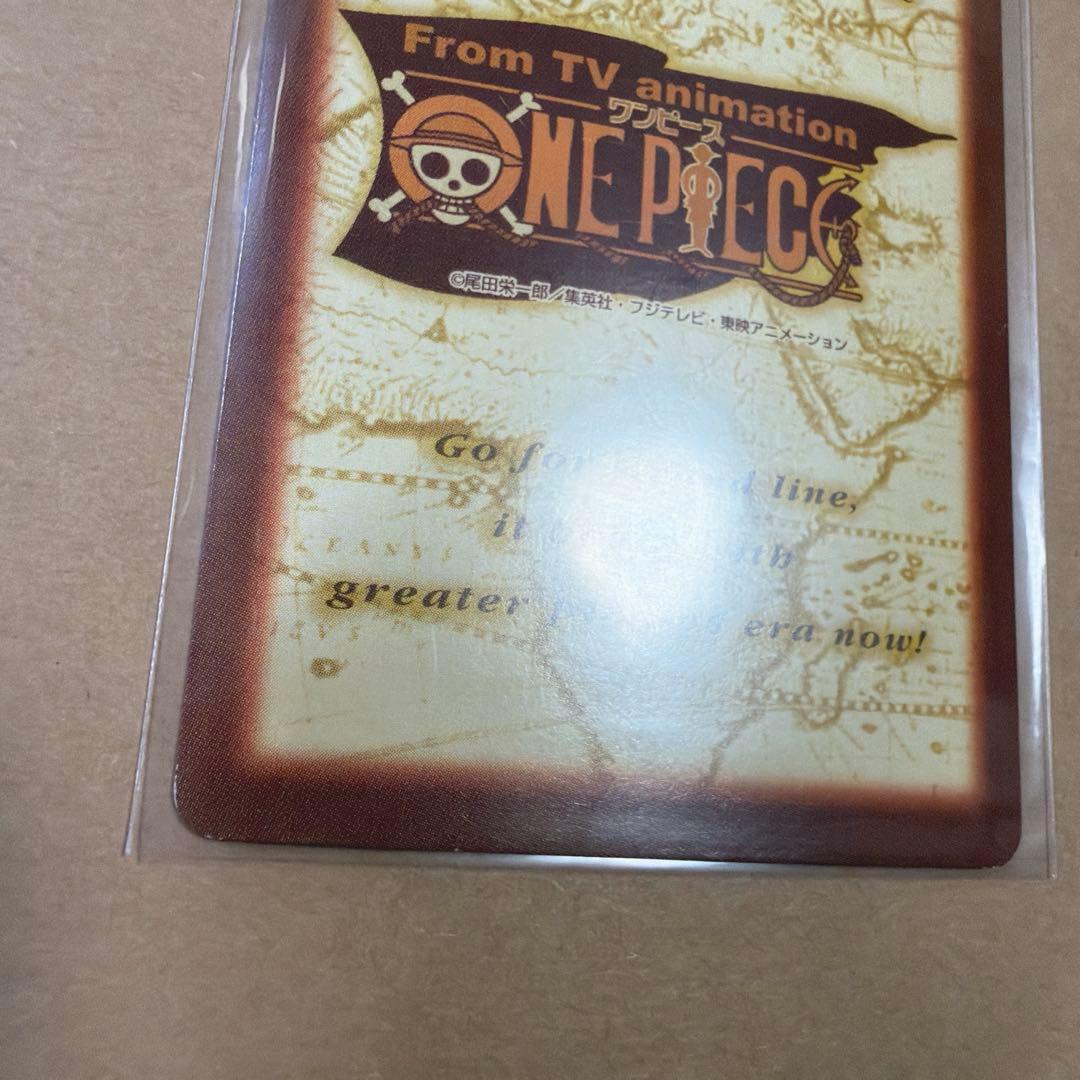 From TV animation
ワンピース
ONE PIECE
©尾田栄一郎／集英社・フジテレビ・東映アニメーション
Go line,
it
greater era now!